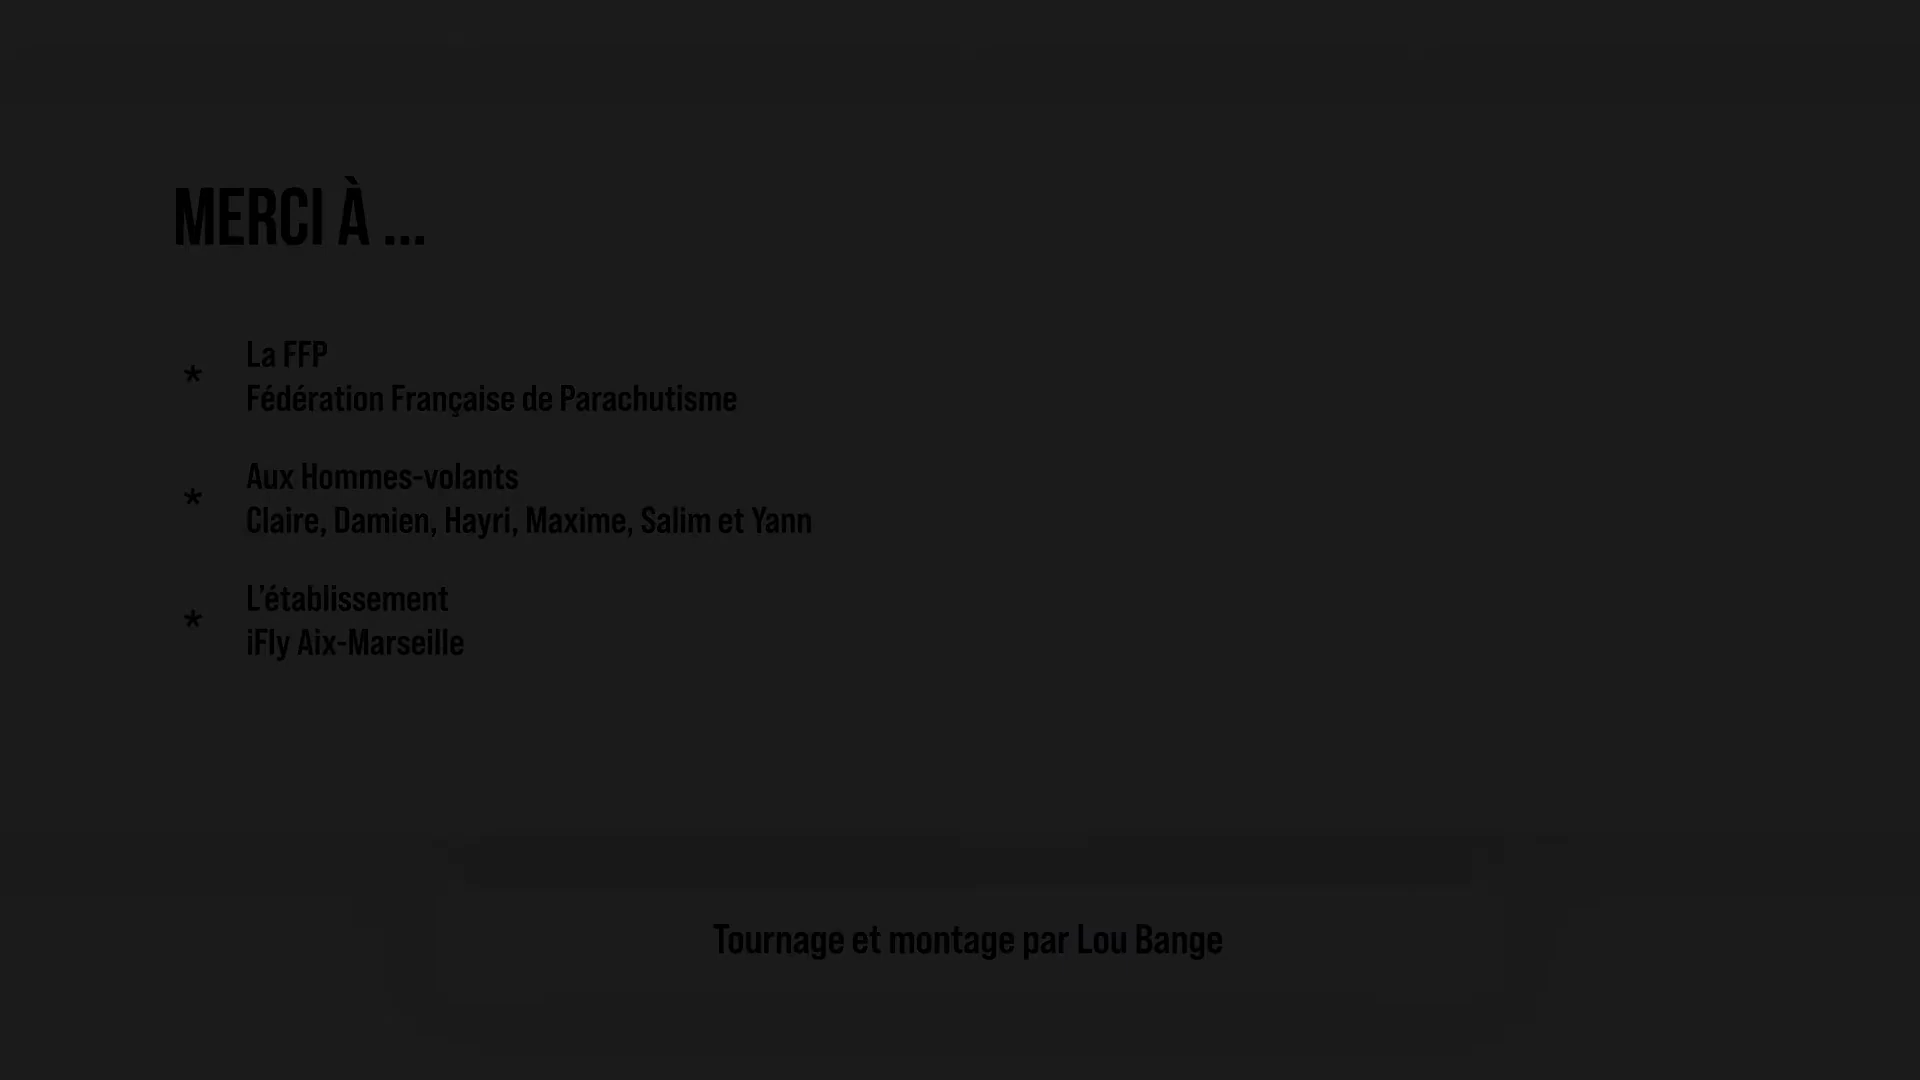 MERCI À ...
* La FFP
Fédération Française de Parachutisme
* Aux Hommes-volants
Claire, Damien, Hayri, Maxime, Salim et Yann
* L'établissement
iFly Aix-Marseille
Tournage et montage par Lou Bange